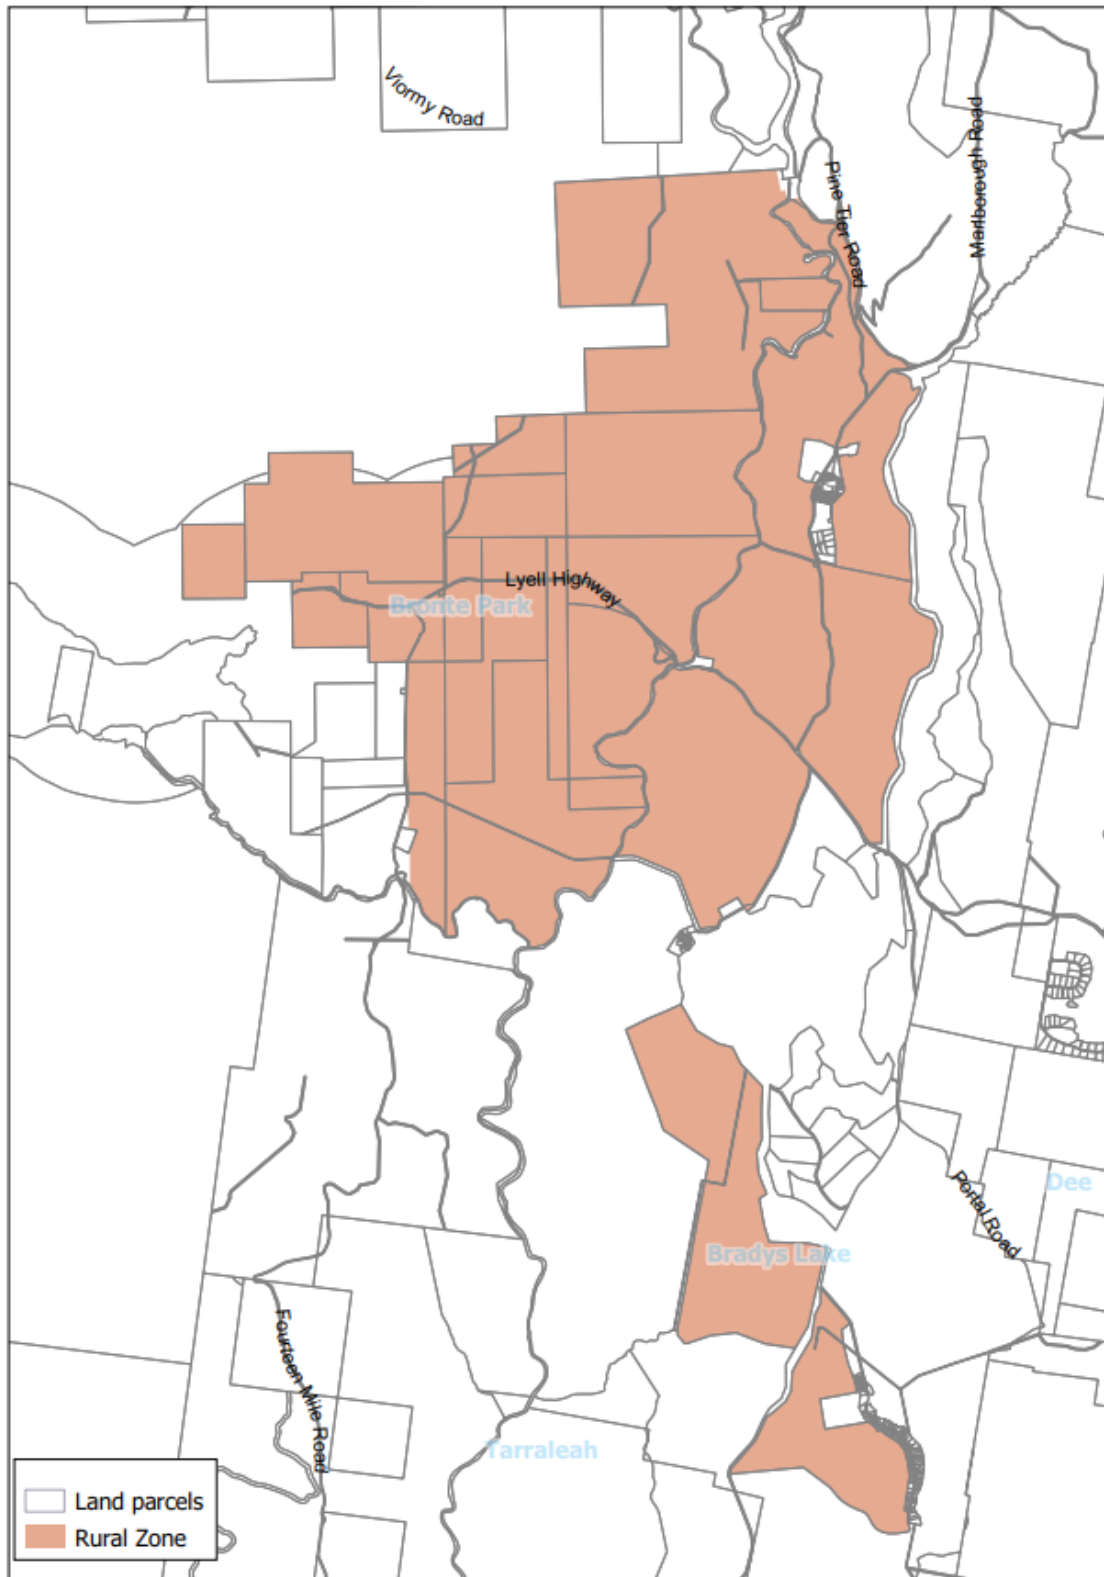 Viormy Road
Pine Tier Road
Marlborough Road
Lyell Highway
Bronte Park
Dee
Portal Road
Bradys Lake
Fourteen Mile Road
Tarraleah
Land parcels
Rural Zone